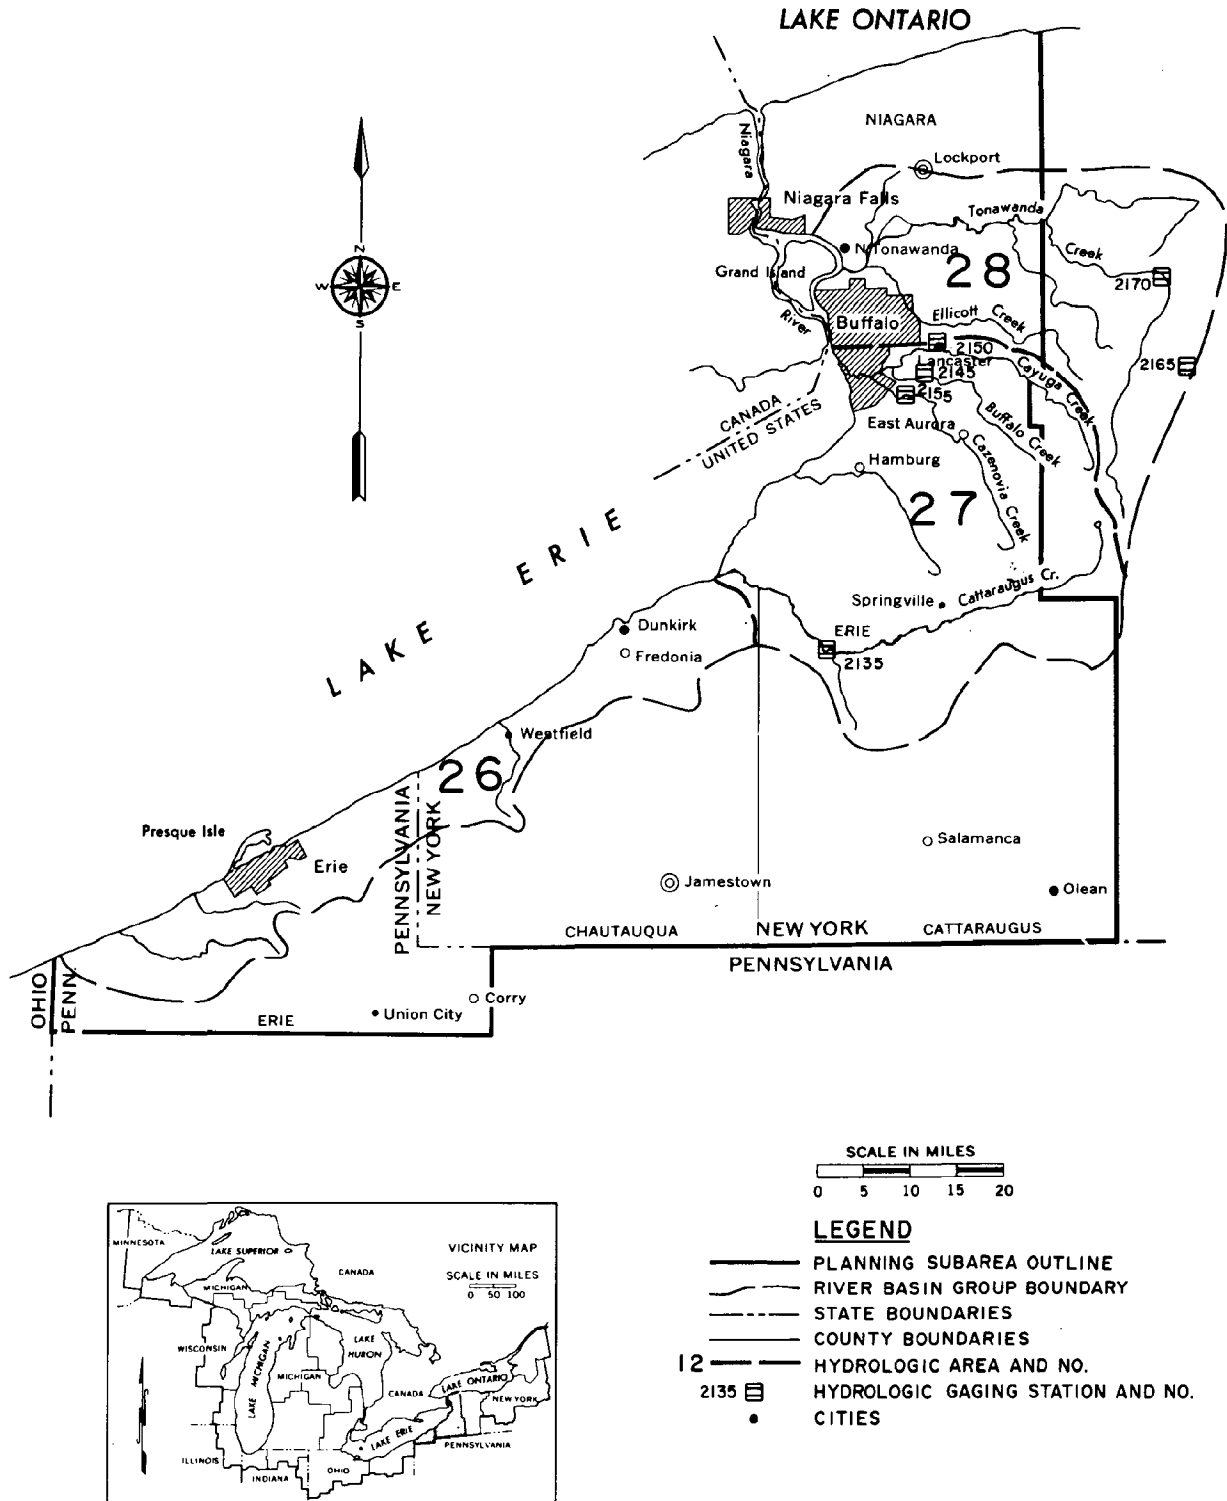 LAKE ONTARIO
NIAGARA
Niagara
Lockport
Niagara Falls
Tonawanda
Creek
N Tonawanda
28
Grand Island
2170
River
Buffalo
Ellicott Creek
2150
Lancaster
2145
Cayuga Creek
2165
2155
CANADA
UNITED STATES
East Aurora
Buffalo Creek
Hamburg
Cazenovia Creek
27
LAKE ERIE
N
W
E
S
Springville
Cattaraugus Cr.
Dunkirk
ERIE
Fredonia
2135
Westfield
26
PENNSYLVANIA
NEW YORK
Presque Isle
Erie
Salamanca
Jamestown
Olean
CHAUTAUQUA
NEW YORK
CATTARAUGUS
PENNSYLVANIA
OHIO
PENN.
Corry
Union City
ERIE
SCALE IN MILES
0 5 10 15 20
LEGEND
PLANNING SUBAREA OUTLINE
RIVER BASIN GROUP BOUNDARY
STATE BOUNDARIES
COUNTY BOUNDARIES
12 HYDROLOGIC AREA AND NO.
2135 HYDROLOGIC GAGING STATION AND NO.
CITIES
MINNESOTA
LAKE SUPERIOR
VICINITY MAP
CANADA
SCALE IN MILES
0 50 100
MICHIGAN
WISCONSIN
LAKE MICHIGAN
LAKE HURON
MICHIGAN
CANADA
LAKE ONTARIO
NEW YORK
LAKE ERIE
PENNSYLVANIA
ILLINOIS
INDIANA
OHIO